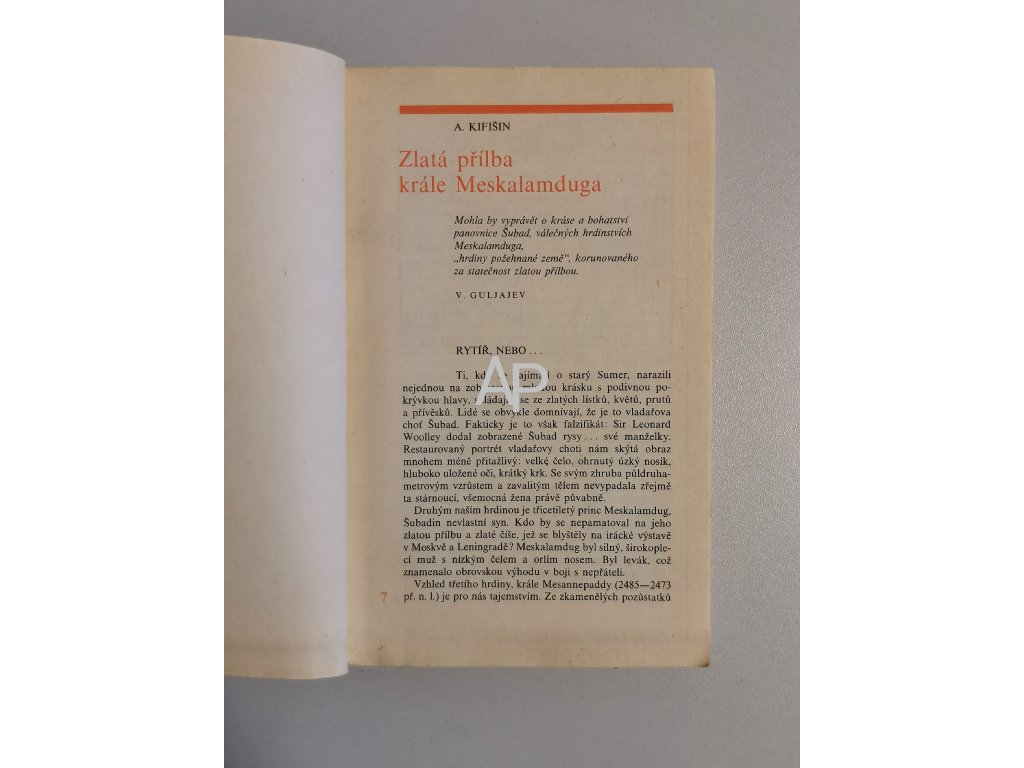 A. KIFIŠIN
Zlatá přílba
krále Meskalamduga
Mohla by vyprávět o kráse a bohatství
panovnice Šubad, válečných hrdinstvích
Meskalamduga,
„hrdiny požehnané země“, korunovaného
za statečnost zlatou přílbou.
V. GULJAJEV
RYTÍŘ, NEBO...
Ti, se zajímají o starý Sumer, narazili
nejednou na krásku s podivnou po-
krývkou hlavy, se ze zlatých lístků, květů, prutů
a přívěsků. Lidé se obvykle domnívají, že je to vladařova
choť Šubad. Fakticky je to však falzifikát: Sir Leonard
Woolley dodal zobrazené Šubad rysy... své manželky.
Restaurovaný portrét vladařovy choti nám skýtá obraz
mnohem méně přitažlivý: velké čelo, ohrnutý úzký nosík,
hluboko uložené oči, krátký krk. Se svým zhruba půldruha-
metrovým vzrůstem a zavalitým tělem nevypadala zřejmě
ta stárnoucí, všemocná žena právě půvabně.
Druhým naším hrdinou je třicetiletý princ Meskalamdug,
Šubadin nevlastní syn. Kdo by se nepamatoval na jeho
zlatou přílbu a zlaté číše, jež se blyštěly na irácké výstavě
v Moskvě a Leningradě? Meskalamdug byl silný, širokople-
cí muž s nízkým čelem a orlím nosem. Byl levák, což
znamenalo obrovskou výhodu v boji s nepřáteli.
Vzhled třetího hrdiny, krále Mesannepaddy (2485—2473
př. n. l.) je pro nás tajemstvím. Ze zkamenělých pozůstatků
7
AP